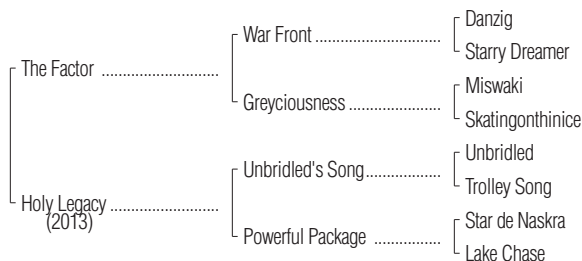 Danzig
War Front ........................................
Starry Dreamer
The Factor .....................................
Miswaki
Greyciousness .............................
Skatingonthinice
Unbridled
Unbridled's Song.......................
Trolley Song
Holy Legacy ..................................
(2013)
Star de Naskra
Powerful Package ....................
Lake Chase